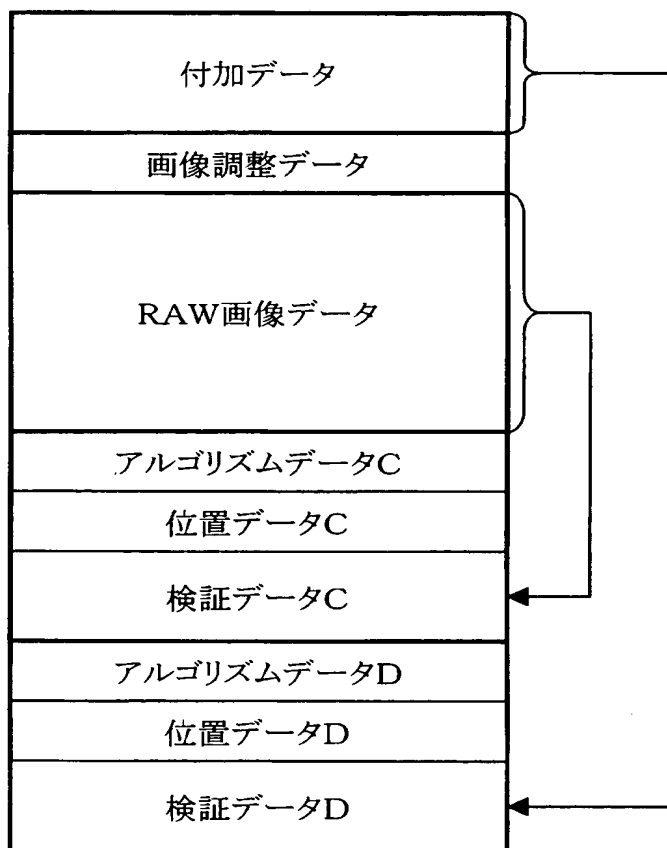 付加データ
画像調整データ
RAW画像データ
アルゴリズムデータC
位置データC
検証データC
アルゴリズムデータD
位置データD
検証データD